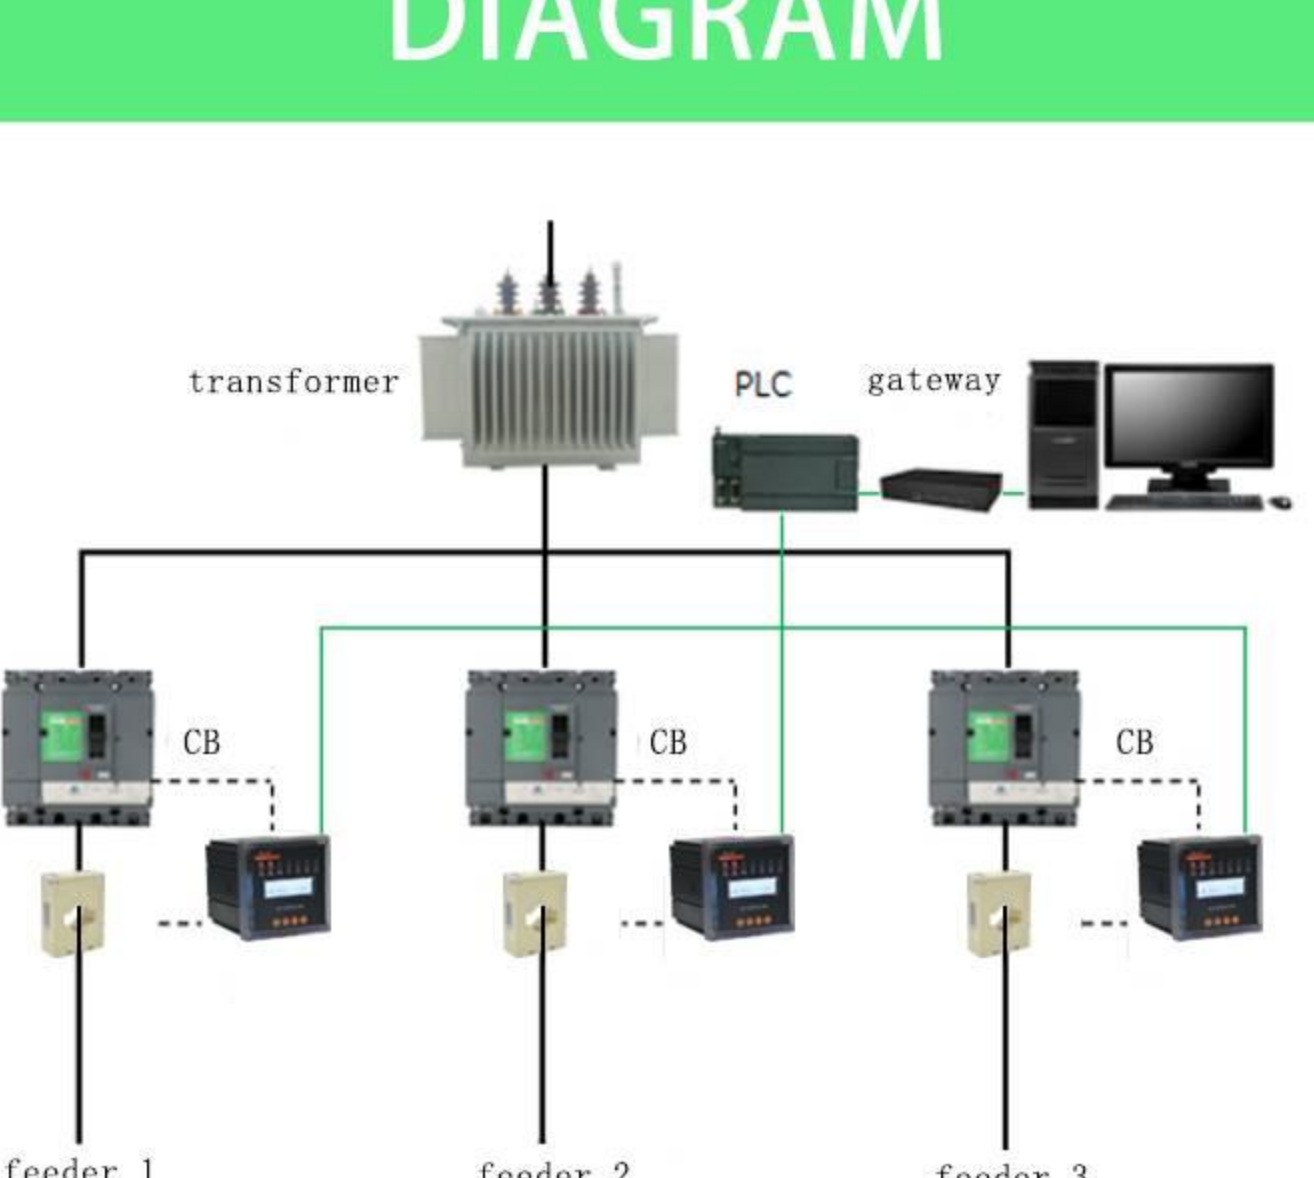 DIAGRAM
transformer
PLC
gateway
CB
CB
CB
feeder 1
feeder 2
feeder 3